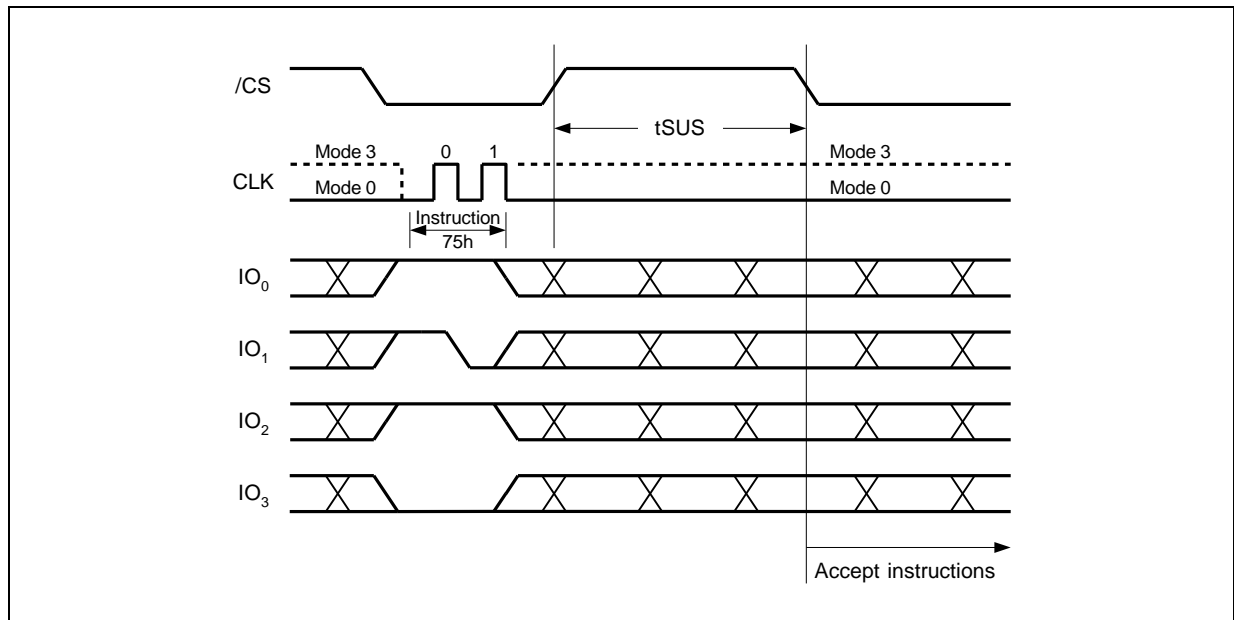 /CS
tSUS
Mode 3 0 1 Mode 3
CLK
Mode 0 Mode 0
Instruction
75h
IO0
IO1
IO2
IO3
Accept instructions